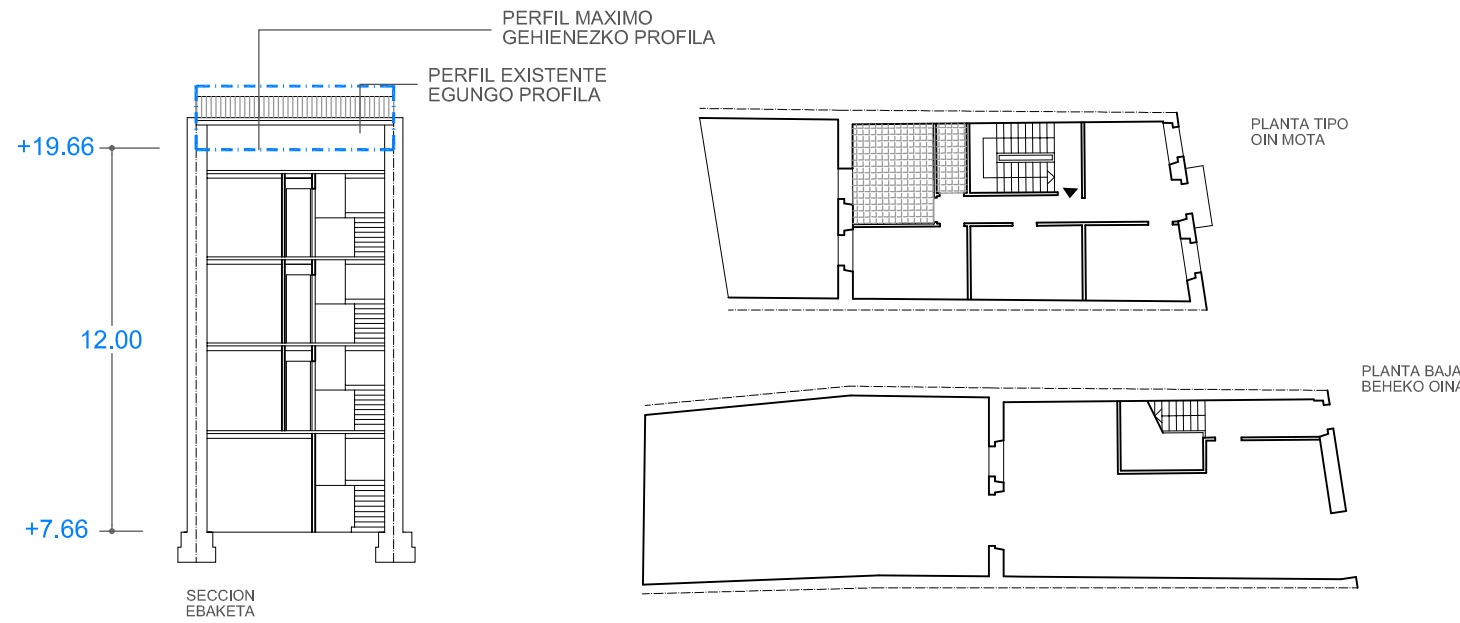 PERFIL MAXIMO
GEHIENEZKO PROFILA
PERFIL EXISTENTE
EGUNGO PROFILA
+19.66
12.00
+7.66
SECCION
EBAKETA
PLANTA TIPO
OIN MOTA
PLANTA BAJA
BEHEKO OINA